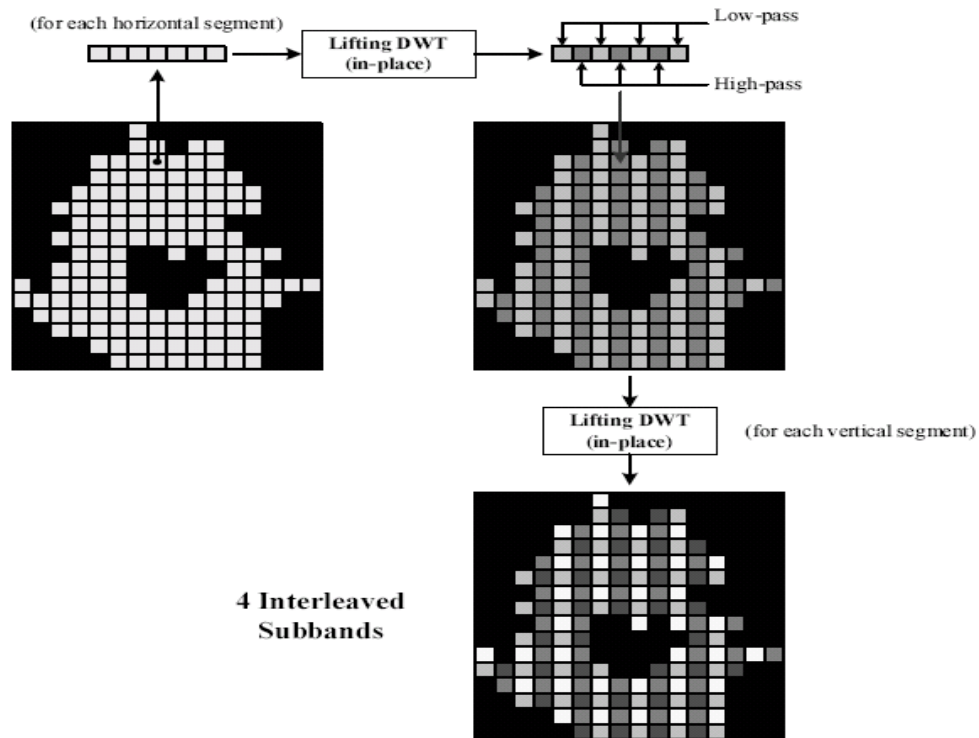 (for each horizontal segment)
Lifting DWT
(in-place)
Low-pass
High-pass
Lifting DWT
(in-place)
(for each vertical segment)
4 Interleaved
Subbands